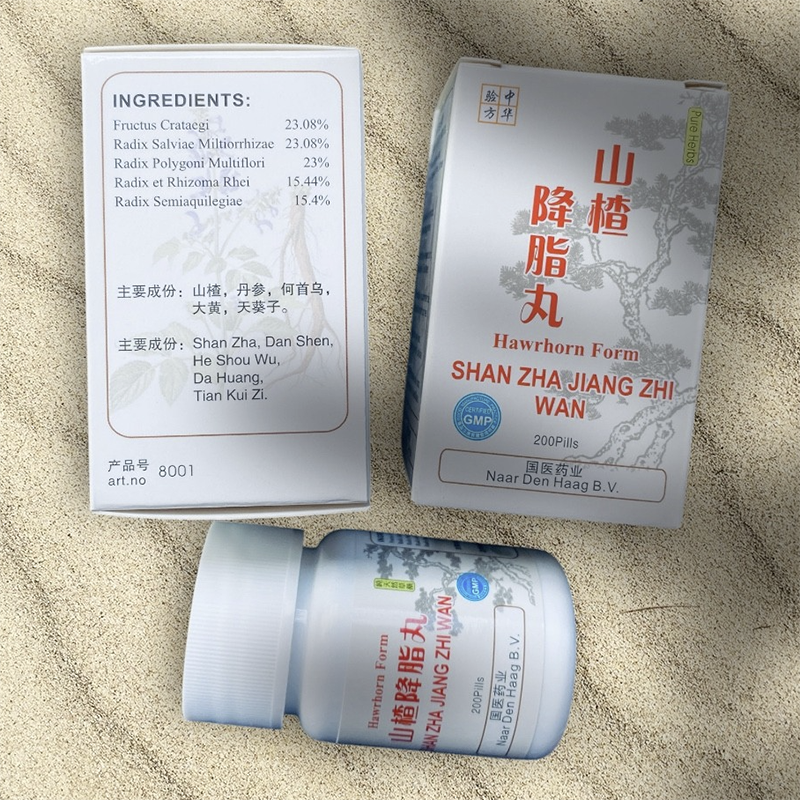 INGREDIENTS:
Fructus Crataegi 23.08%
Radix Salviae Miltiorrhizae 23.08%
Radix Polygoni Multiflori 23%
Radix et Rhizoma Rhei 15.44%
Radix Semiaquilegiae 15.4%
主要成份：山楂，丹参，何首乌，
大黄，天葵子。
主要成份：Shan Zha, Dan Shen,
He Shou Wu,
Da Huang,
Tian Kui Zi.
产品号 8001
art.no
中华
验方
Pure Herbs
山楂
降脂丸
Hawrhorn Form
SHAN ZHA JIANG ZHI
WAN
CERTIFIED
GMP
200Pills
国医药业
Naar Den Haag B.V.
GMP
Hawrhorn Form
山楂降脂丸
SHAN ZHA JIANG ZHI WAN
200Pills
国医药业
Naar Den Haag B.V.